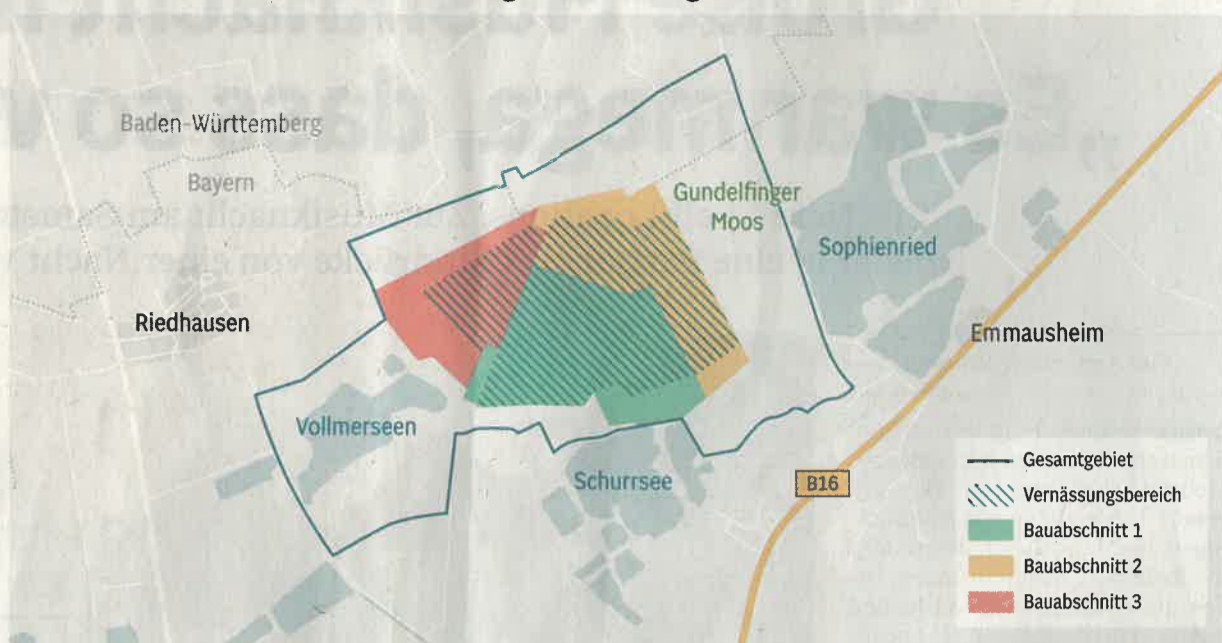 Baden-Württemberg
Bayern
Gundelfinger
Moos
Sophienried
Riedhausen
Emmausheim
Vollmerseen
Schurrsee
B16
Gesamtgebiet
Vernässungsbereich
Bauabschnitt 1
Bauabschnitt 2
Bauabschnitt 3